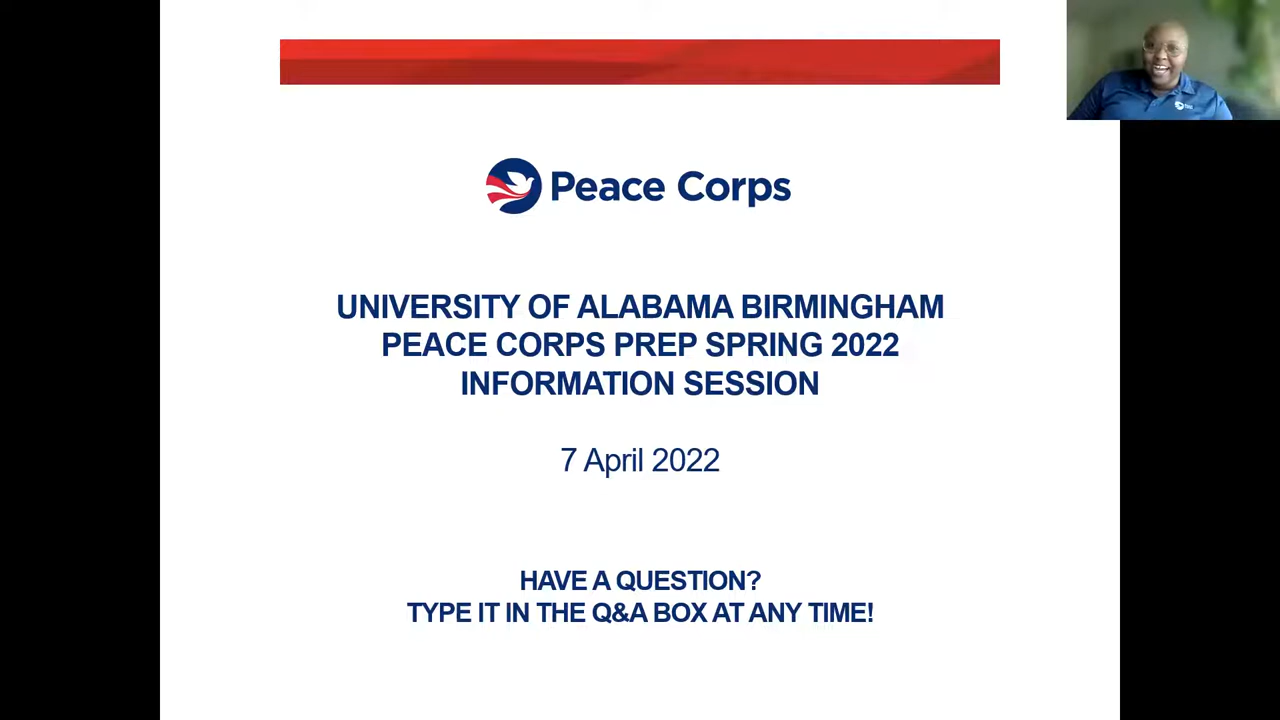 Peace Corps
UNIVERSITY OF ALABAMA BIRMINGHAM
PEACE CORPS PREP SPRING 2022
INFORMATION SESSION
7 April 2022
HAVE A QUESTION?
TYPE IT IN THE Q&A BOX AT ANY TIME!